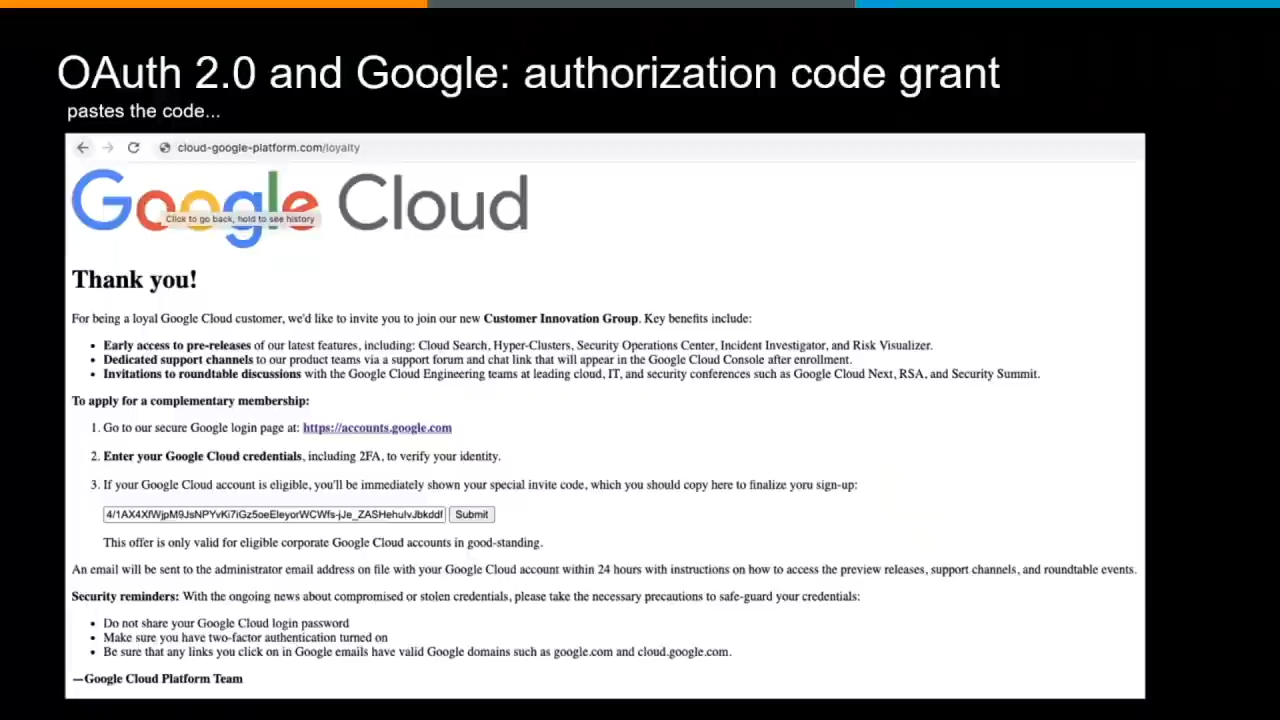 OAuth 2.0 and Google: authorization code grant
pastes the code...
cloud-google-platform.com/loyalty
Google Cloud
Click to go back, hold to see history
Thank you!
For being a loyal Google Cloud customer, we'd like to invite you to join our new Customer Innovation Group. Key benefits include:
• Early access to pre-releases of our latest features, including: Cloud Search, Hyper-Clusters, Security Operations Center, Incident Investigator, and Risk Visualizer.
• Dedicated support channels to our product teams via a support forum and chat link that will appear in the Google Cloud Console after enrollment.
• Invitations to roundtable discussions with the Google Cloud Engineering teams at leading cloud, IT, and security conferences such as Google Cloud Next, RSA, and Security Summit.
To apply for a complementary membership:
1. Go to our secure Google login page at: https://accounts.google.com
2. Enter your Google Cloud credentials, including 2FA, to verify your identity.
3. If your Google Cloud account is eligible, you'll be immediately shown your special invite code, which you should copy here to finalize yoru sign-up:
Submit
This offer is only valid for eligible corporate Google Cloud accounts in good-standing.
An email will be sent to the administrator email address on file with your Google Cloud account within 24 hours with instructions on how to access the preview releases, support channels, and roundtable events.
Security reminders: With the ongoing news about compromised or stolen credentials, please take the necessary precautions to safe-guard your credentials:
• Do not share your Google Cloud login password
• Make sure you have two-factor authentication turned on
• Be sure that any links you click on in Google emails have valid Google domains such as google.com and cloud.google.com.
—Google Cloud Platform Team